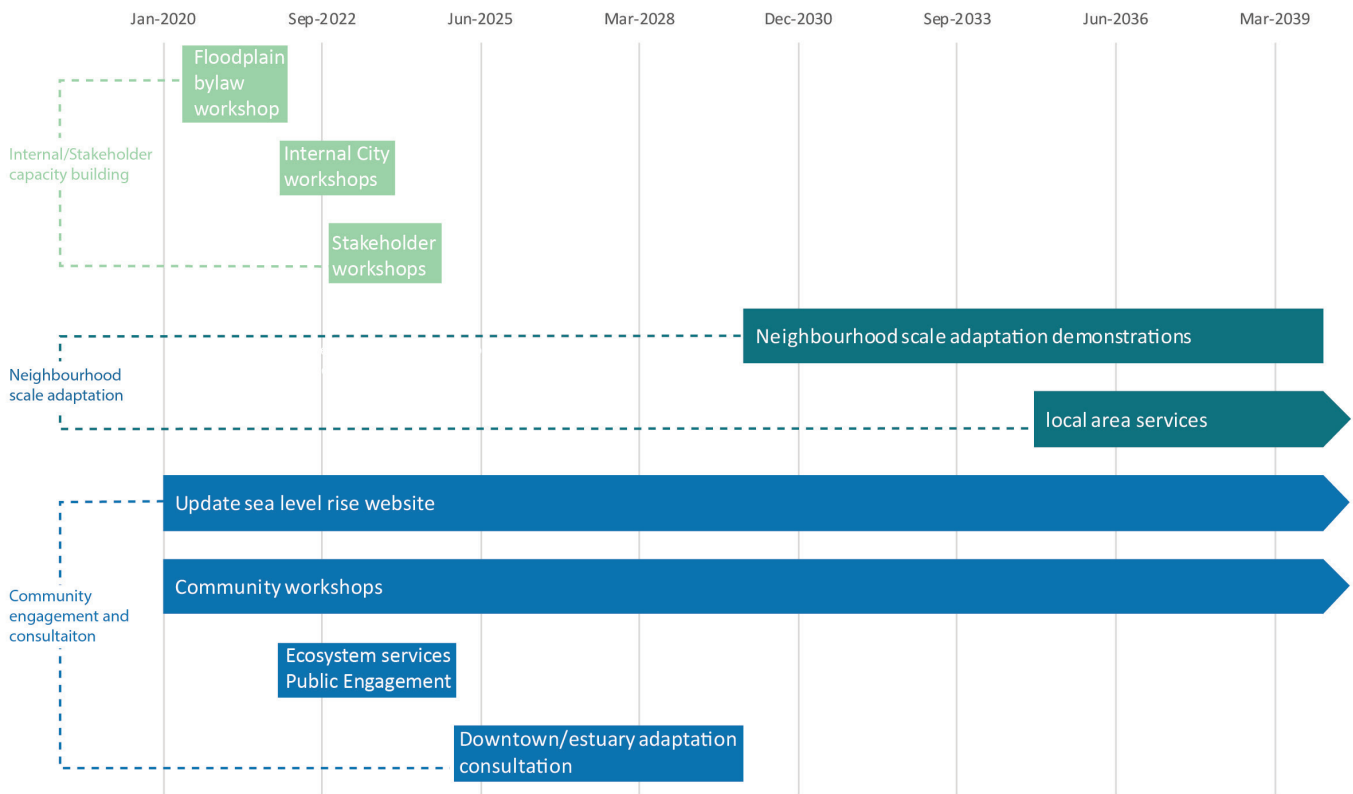 Jan-2020
Sep-2022
Jun-2025
Mar-2028
Dec-2030
Sep-2033
Jun-2036
Mar-2039
Floodplain
bylaw
workshop
Internal/Stakeholder
capacity building
Internal City
workshops
Stakeholder
workshops
Neighbourhood scale adaptation demonstrations
Neighbourhood
scale adaptation
local area services
Update sea level rise website
Community workshops
Community
engagement and
consultaiton
Ecosystem services
Public Engagement
Downtown/estuary adaptation
consultation